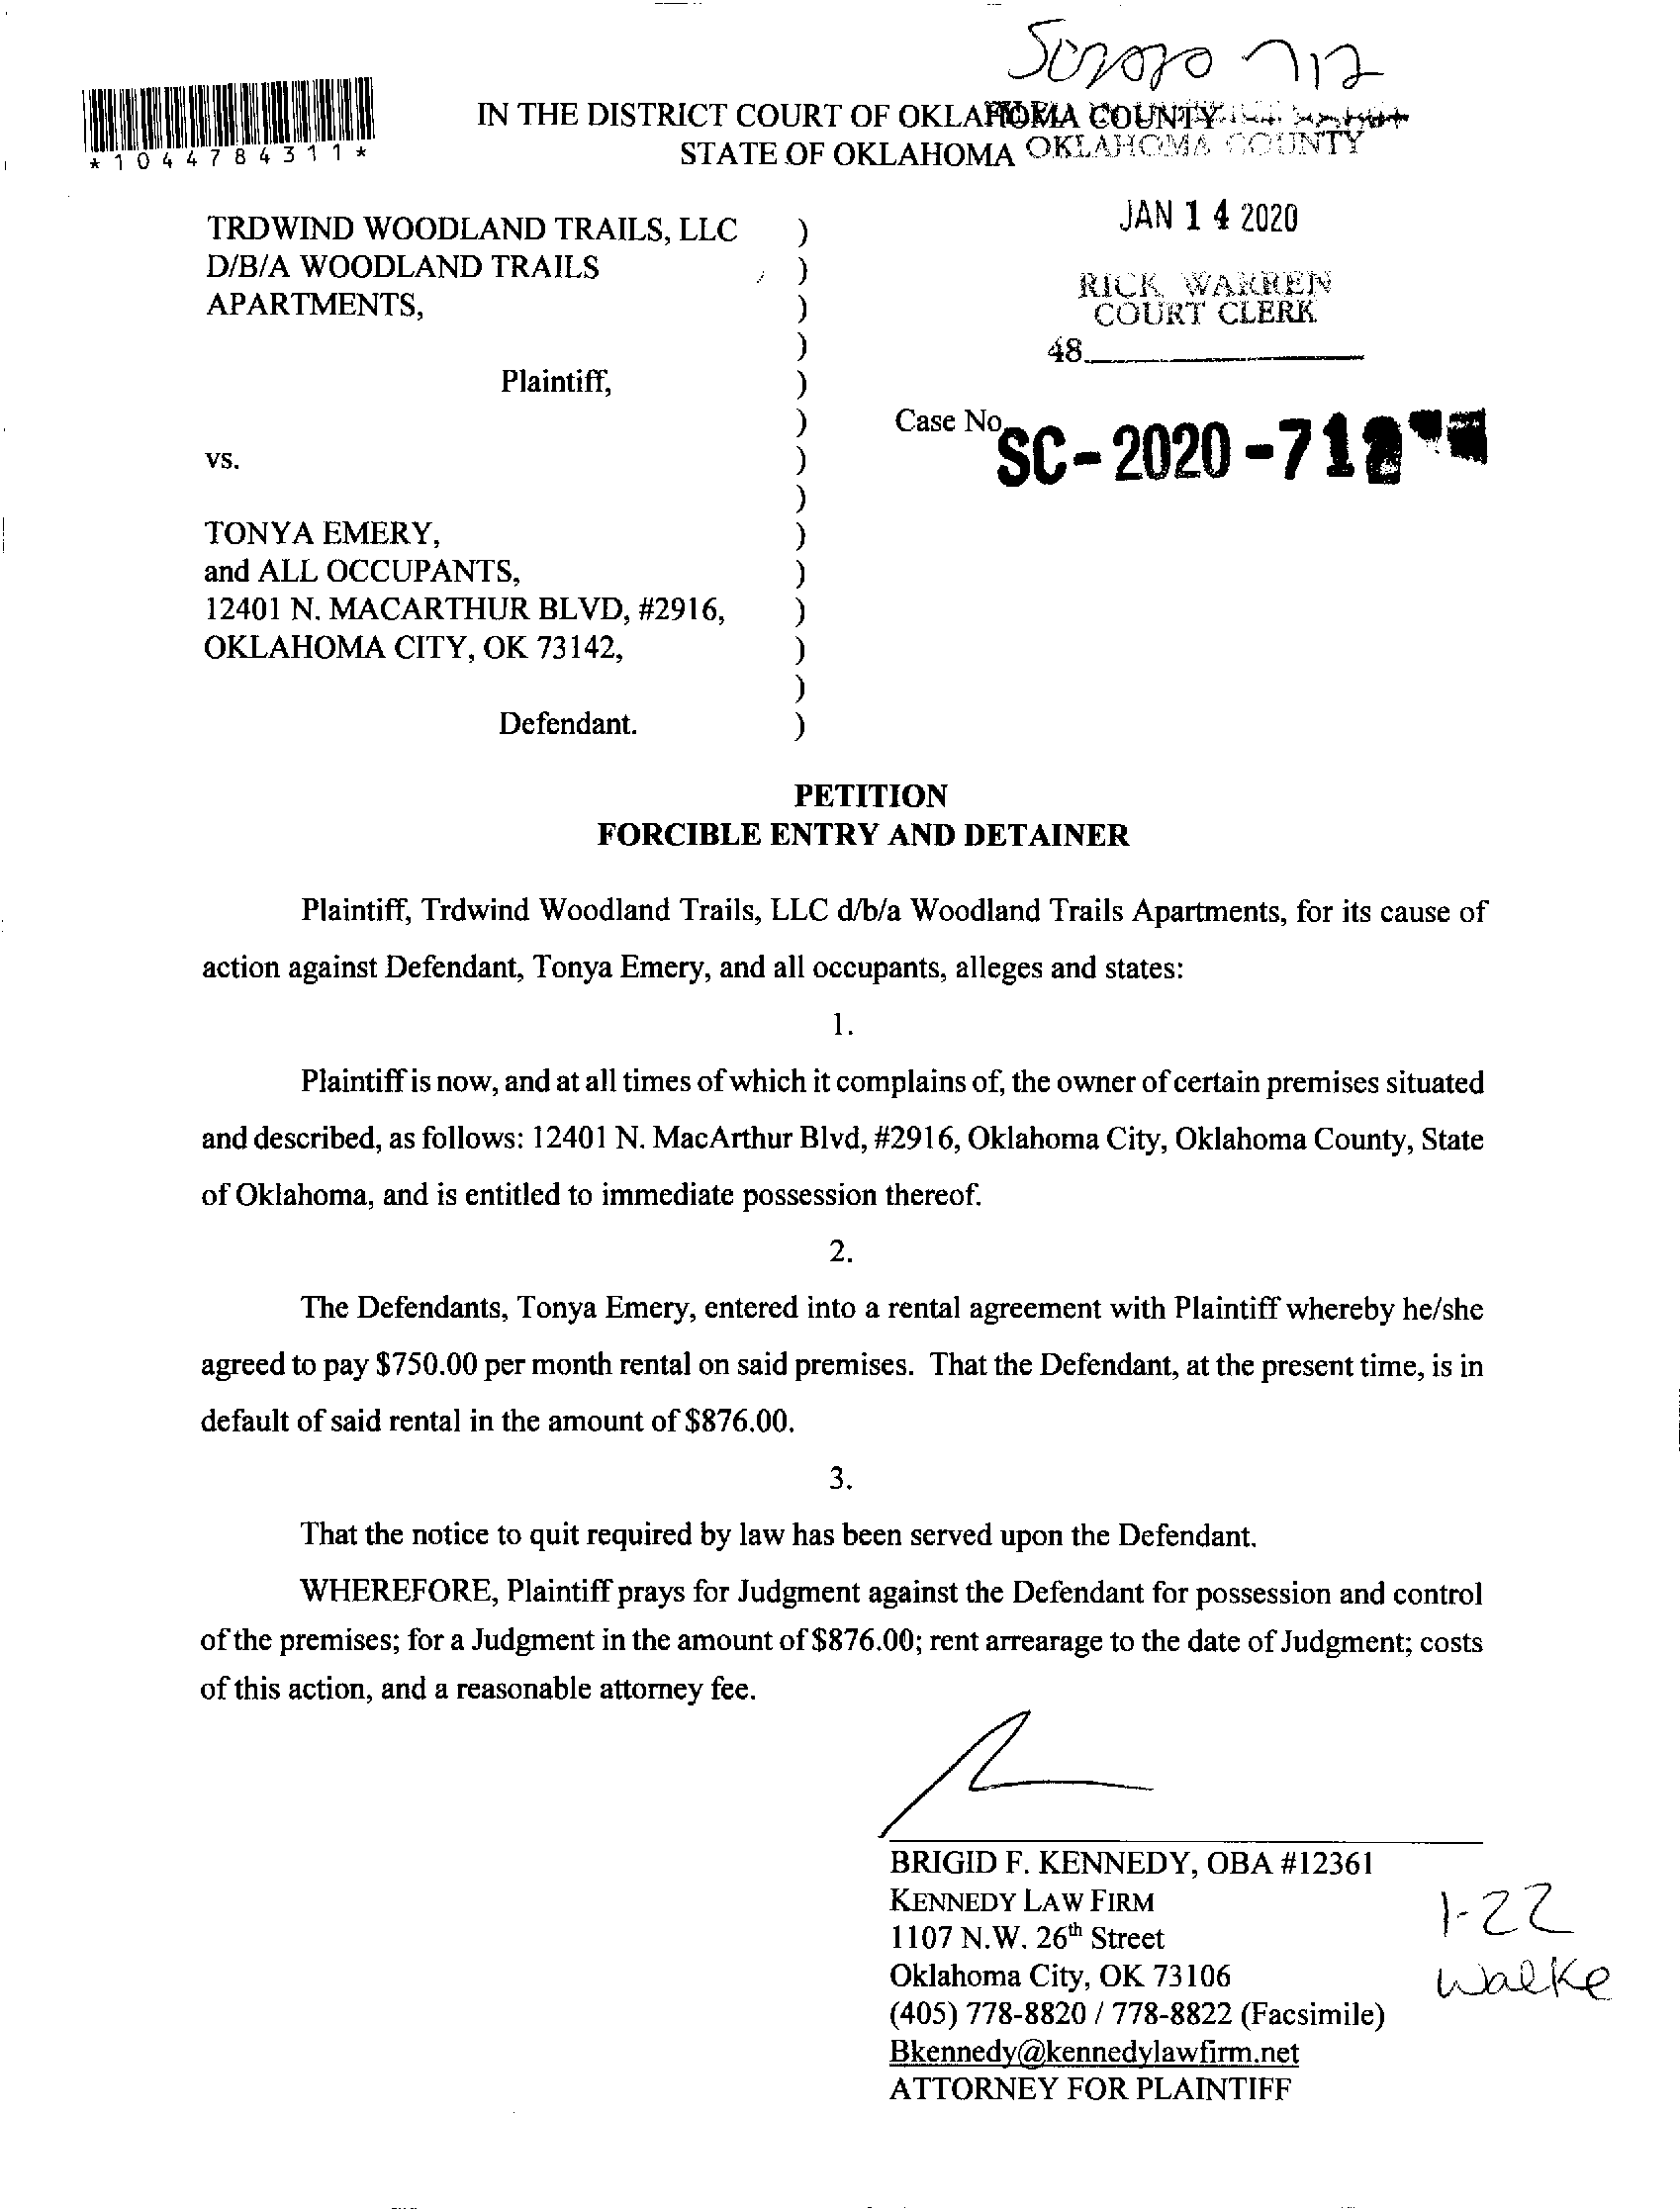 SC2020 712
*1044784311*
IN THE DISTRICT COURT OF OKLAHOMA COUNTY
STATE OF OKLAHOMA OKLAHOMA COUNTY
TRDWIND WOODLAND TRAILS, LLC )
D/B/A WOODLAND TRAILS )
APARTMENTS, )
)
Plaintiff, )
)
vs. )
)
TONYA EMERY, )
and ALL OCCUPANTS, )
12401 N. MACARTHUR BLVD, #2916, )
OKLAHOMA CITY, OK 73142, )
)
Defendant. )
JAN 14 2020
RICK WARREN
COURT CLERK
48
Case No.
SC-2020-712
PETITION
FORCIBLE ENTRY AND DETAINER
Plaintiff, Trdwind Woodland Trails, LLC d/b/a Woodland Trails Apartments, for its cause of
action against Defendant, Tonya Emery, and all occupants, alleges and states:
1.
Plaintiff is now, and at all times of which it complains of, the owner of certain premises situated
and described, as follows: 12401 N. MacArthur Blvd, #2916, Oklahoma City, Oklahoma County, State
of Oklahoma, and is entitled to immediate possession thereof.
2.
The Defendants, Tonya Emery, entered into a rental agreement with Plaintiff whereby he/she
agreed to pay $750.00 per month rental on said premises. That the Defendant, at the present time, is in
default of said rental in the amount of $876.00.
3.
That the notice to quit required by law has been served upon the Defendant.
WHEREFORE, Plaintiff prays for Judgment against the Defendant for possession and control
of the premises; for a Judgment in the amount of $876.00; rent arrearage to the date of Judgment; costs
of this action, and a reasonable attorney fee.
BRIGID F. KENNEDY, OBA #12361
KENNEDY LAW FIRM
1107 N.W. 26th Street
Oklahoma City, OK 73106
(405) 778-8820 / 778-8822 (Facsimile)
Bkennedy@kennedylawfirm.net
ATTORNEY FOR PLAINTIFF
1-22
Walke